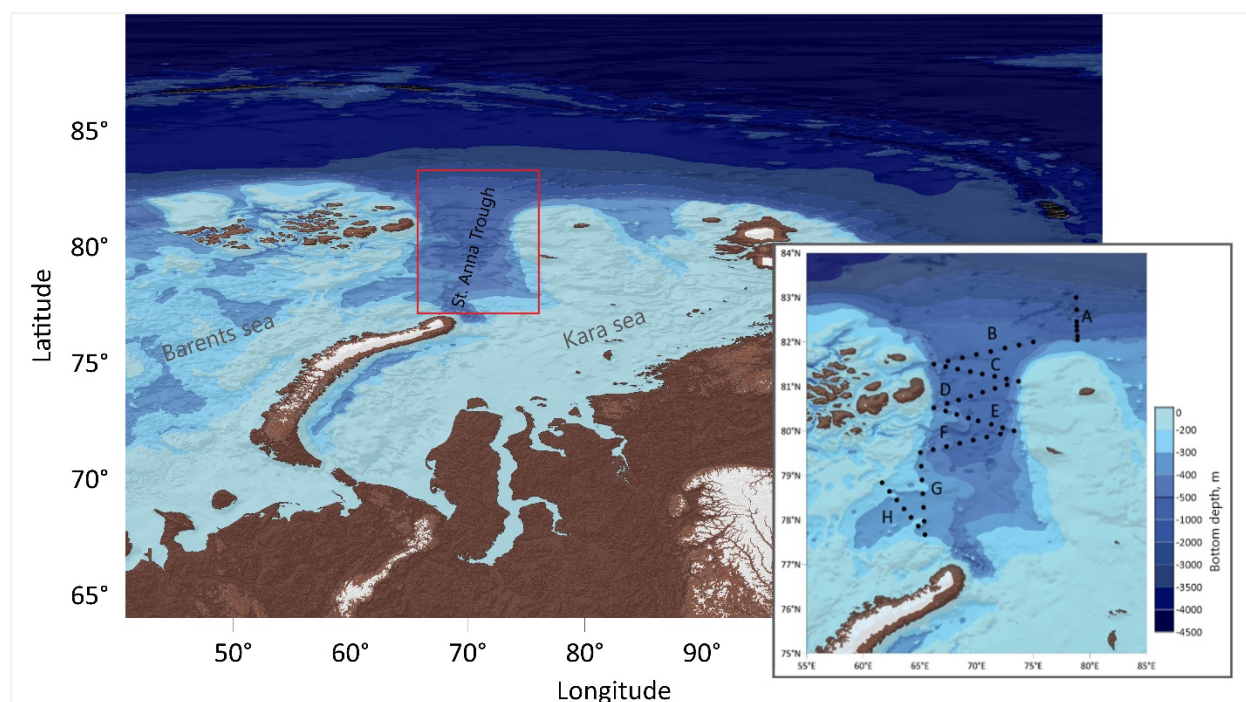 85°
80°
75°
70°
65°
Latitude
50°
60°
70°
80°
90°
Longitude
St. Anna Trough
Barents sea
Kara sea
84°N
83°N
82°N
81°N
80°N
79°N
78°N
77°N
76°N
75°N
55°E
60°E
65°E
70°E
75°E
80°E
85°E
A
B
C
D
E
F
G
H
0
-200
-300
-400
-500
-1000
-2000
-3000
-3500
-4000
-4500
Bottom depth, m